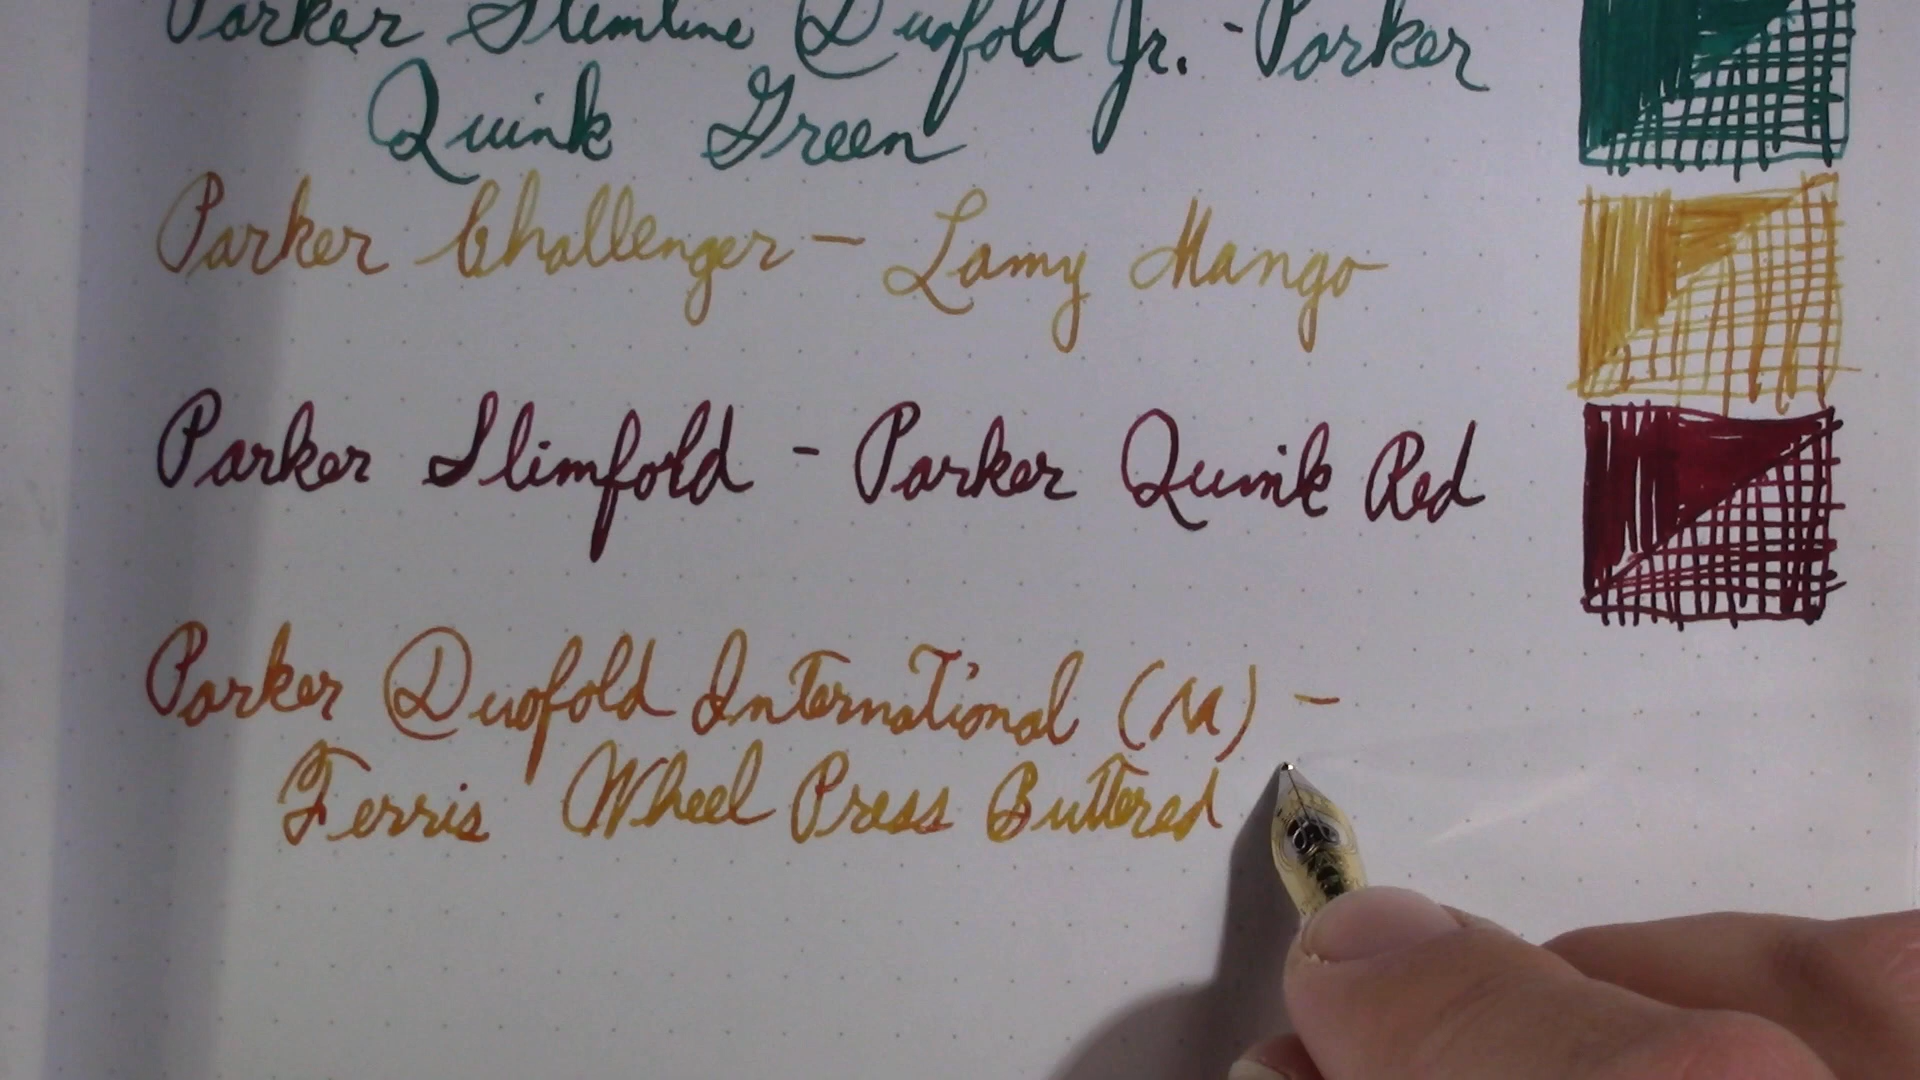 Parker Slimline Duofold Jr. - Parker
Quink Green
Parker Challenger - Lamy Mango
Parker Slimfold - Parker Quink Red
Parker Duofold International (M) -
Ferris Wheel Press Buttered